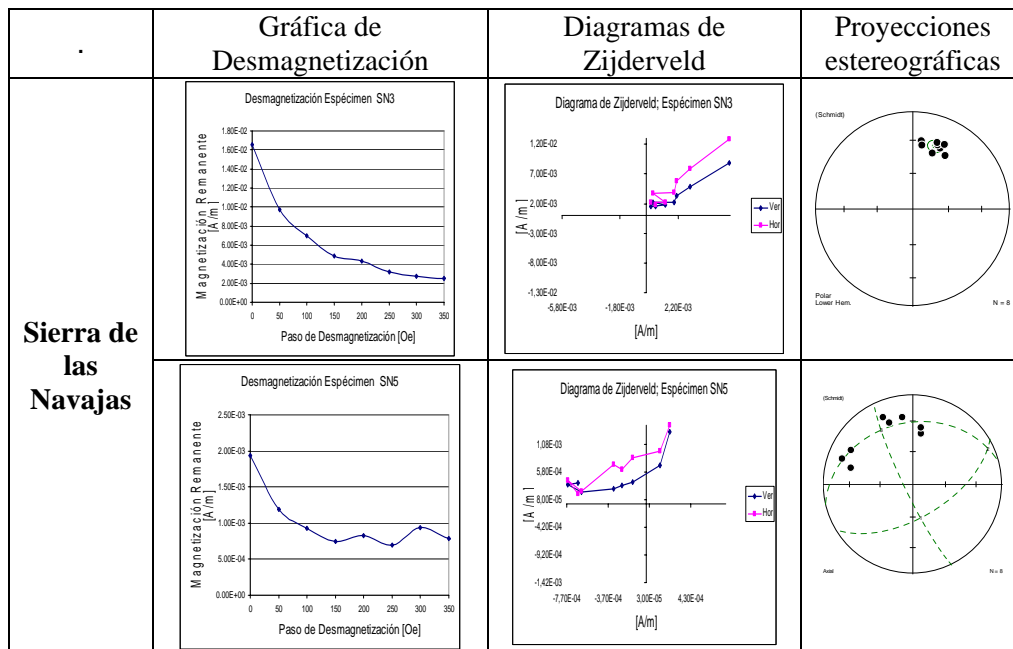 .
Gráfica de
Desmagnetización
Diagramas de
Zijderveld
Proyecciones
estereográficas
Sierra de
las
Navajas
Desmagnetización Espécimen SN3
Magnetización Remanente
[A/m]
1.80E-02
1.60E-02
1.40E-02
1.20E-02
1.00E-02
8.00E-03
6.00E-03
4.00E-03
2.00E-03
0.00E+00
0 50 100 150 200 250 300 350
Paso de Desmagnetización [Oe]
Diagrama de Zijderveld; Espécimen SN3
[A/m]
1,20E-02
7,00E-03
2,00E-03
-3,00E-03
-8,00E-03
-1,30E-02
-5,80E-03 -1,80E-03 2,20E-03
[A/m]
Ver
Hor
(Schmidt)
Polar
Lower Hem.
N = 8
Desmagnetización Espécimen SN5
Magnetización Remanente
[A/m]
2.50E-03
2.00E-03
1.50E-03
1.00E-03
5.00E-04
0.00E+00
0 50 100 150 200 250 300 350
Paso de Desmagnetización [Oe]
Diagrama de Zijderveld; Espécimen SN5
[A/m]
1,08E-03
5,80E-04
8,00E-05
-4,20E-04
-9,20E-04
-1,42E-03
-7,70E-04 -3,70E-04 3,00E-05 4,30E-04
[A/m]
Ver
Hor
(Schmidt)
Axial
N = 8